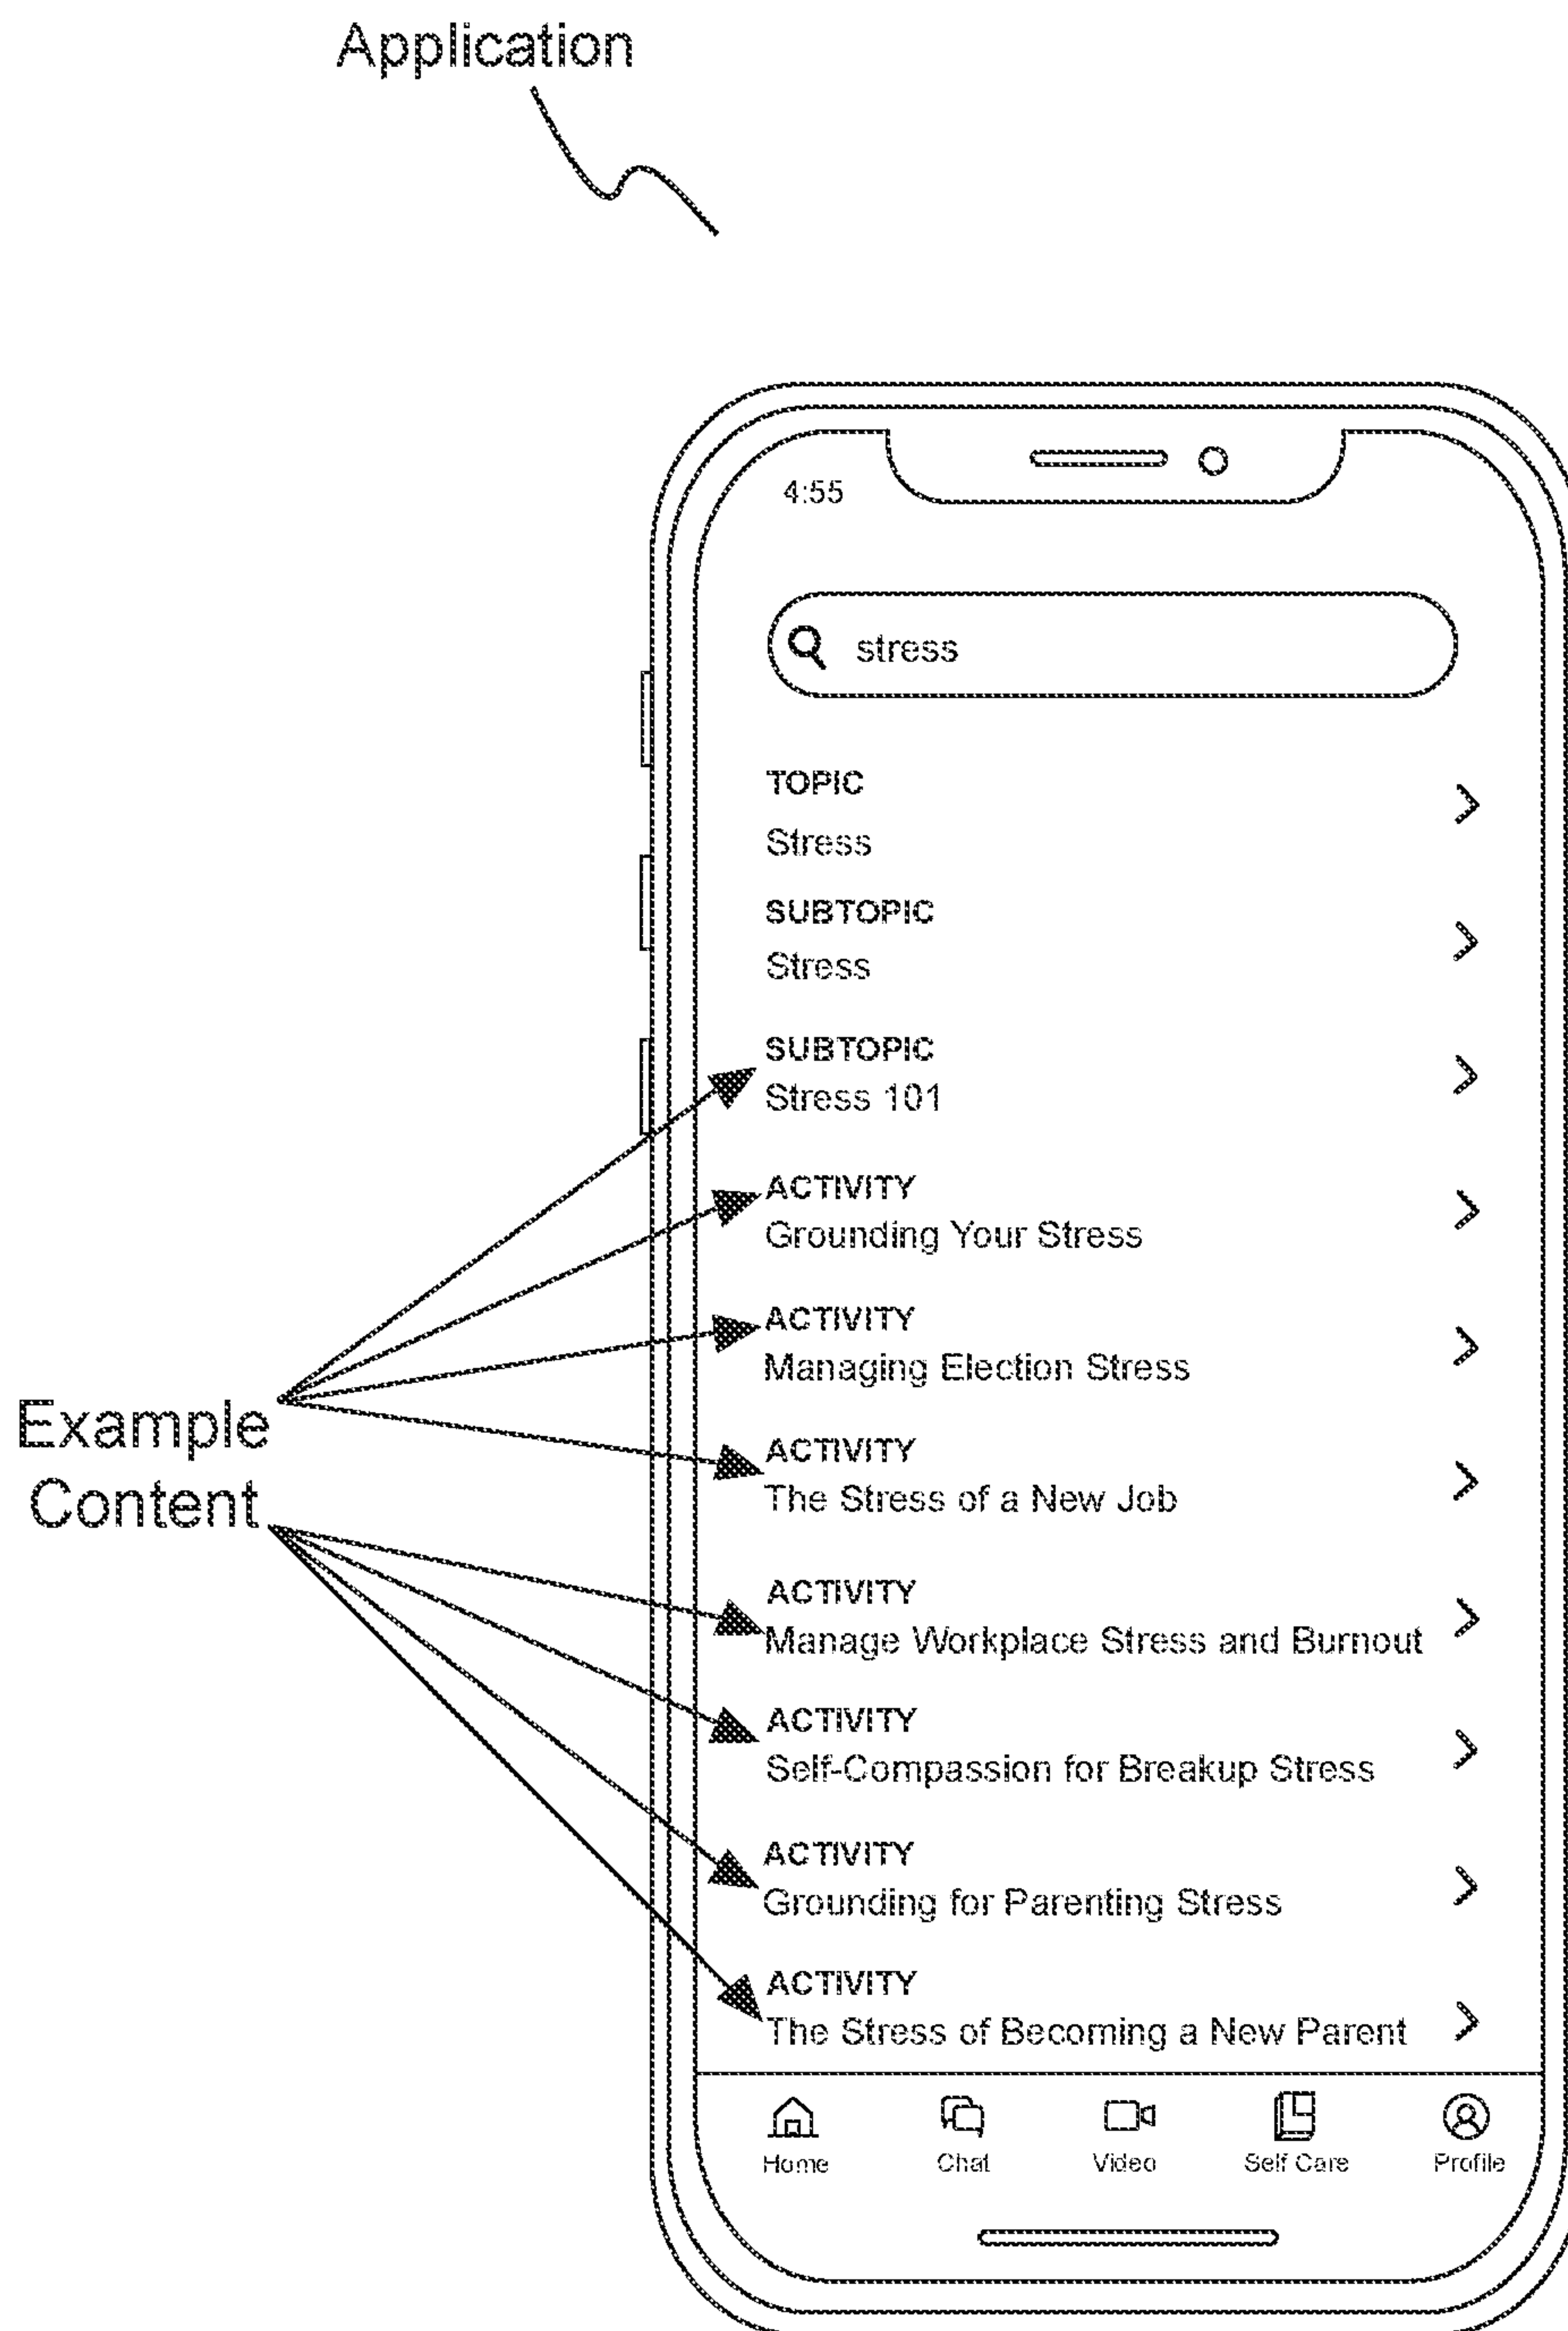 Application
4:55
stress
TOPIC
Stress
SUBTOPIC
Stress
SUBTOPIC
Stress 101
ACTIVITY
Grounding Your Stress
ACTIVITY
Managing Election Stress
ACTIVITY
The Stress of a New Job
ACTIVITY
Manage Workplace Stress and Burnout
ACTIVITY
Self-Compassion for Breakup Stress
ACTIVITY
Grounding for Parenting Stress
ACTIVITY
The Stress of Becoming a New Parent
Home Chat Video Self Care Profile
Example
Content